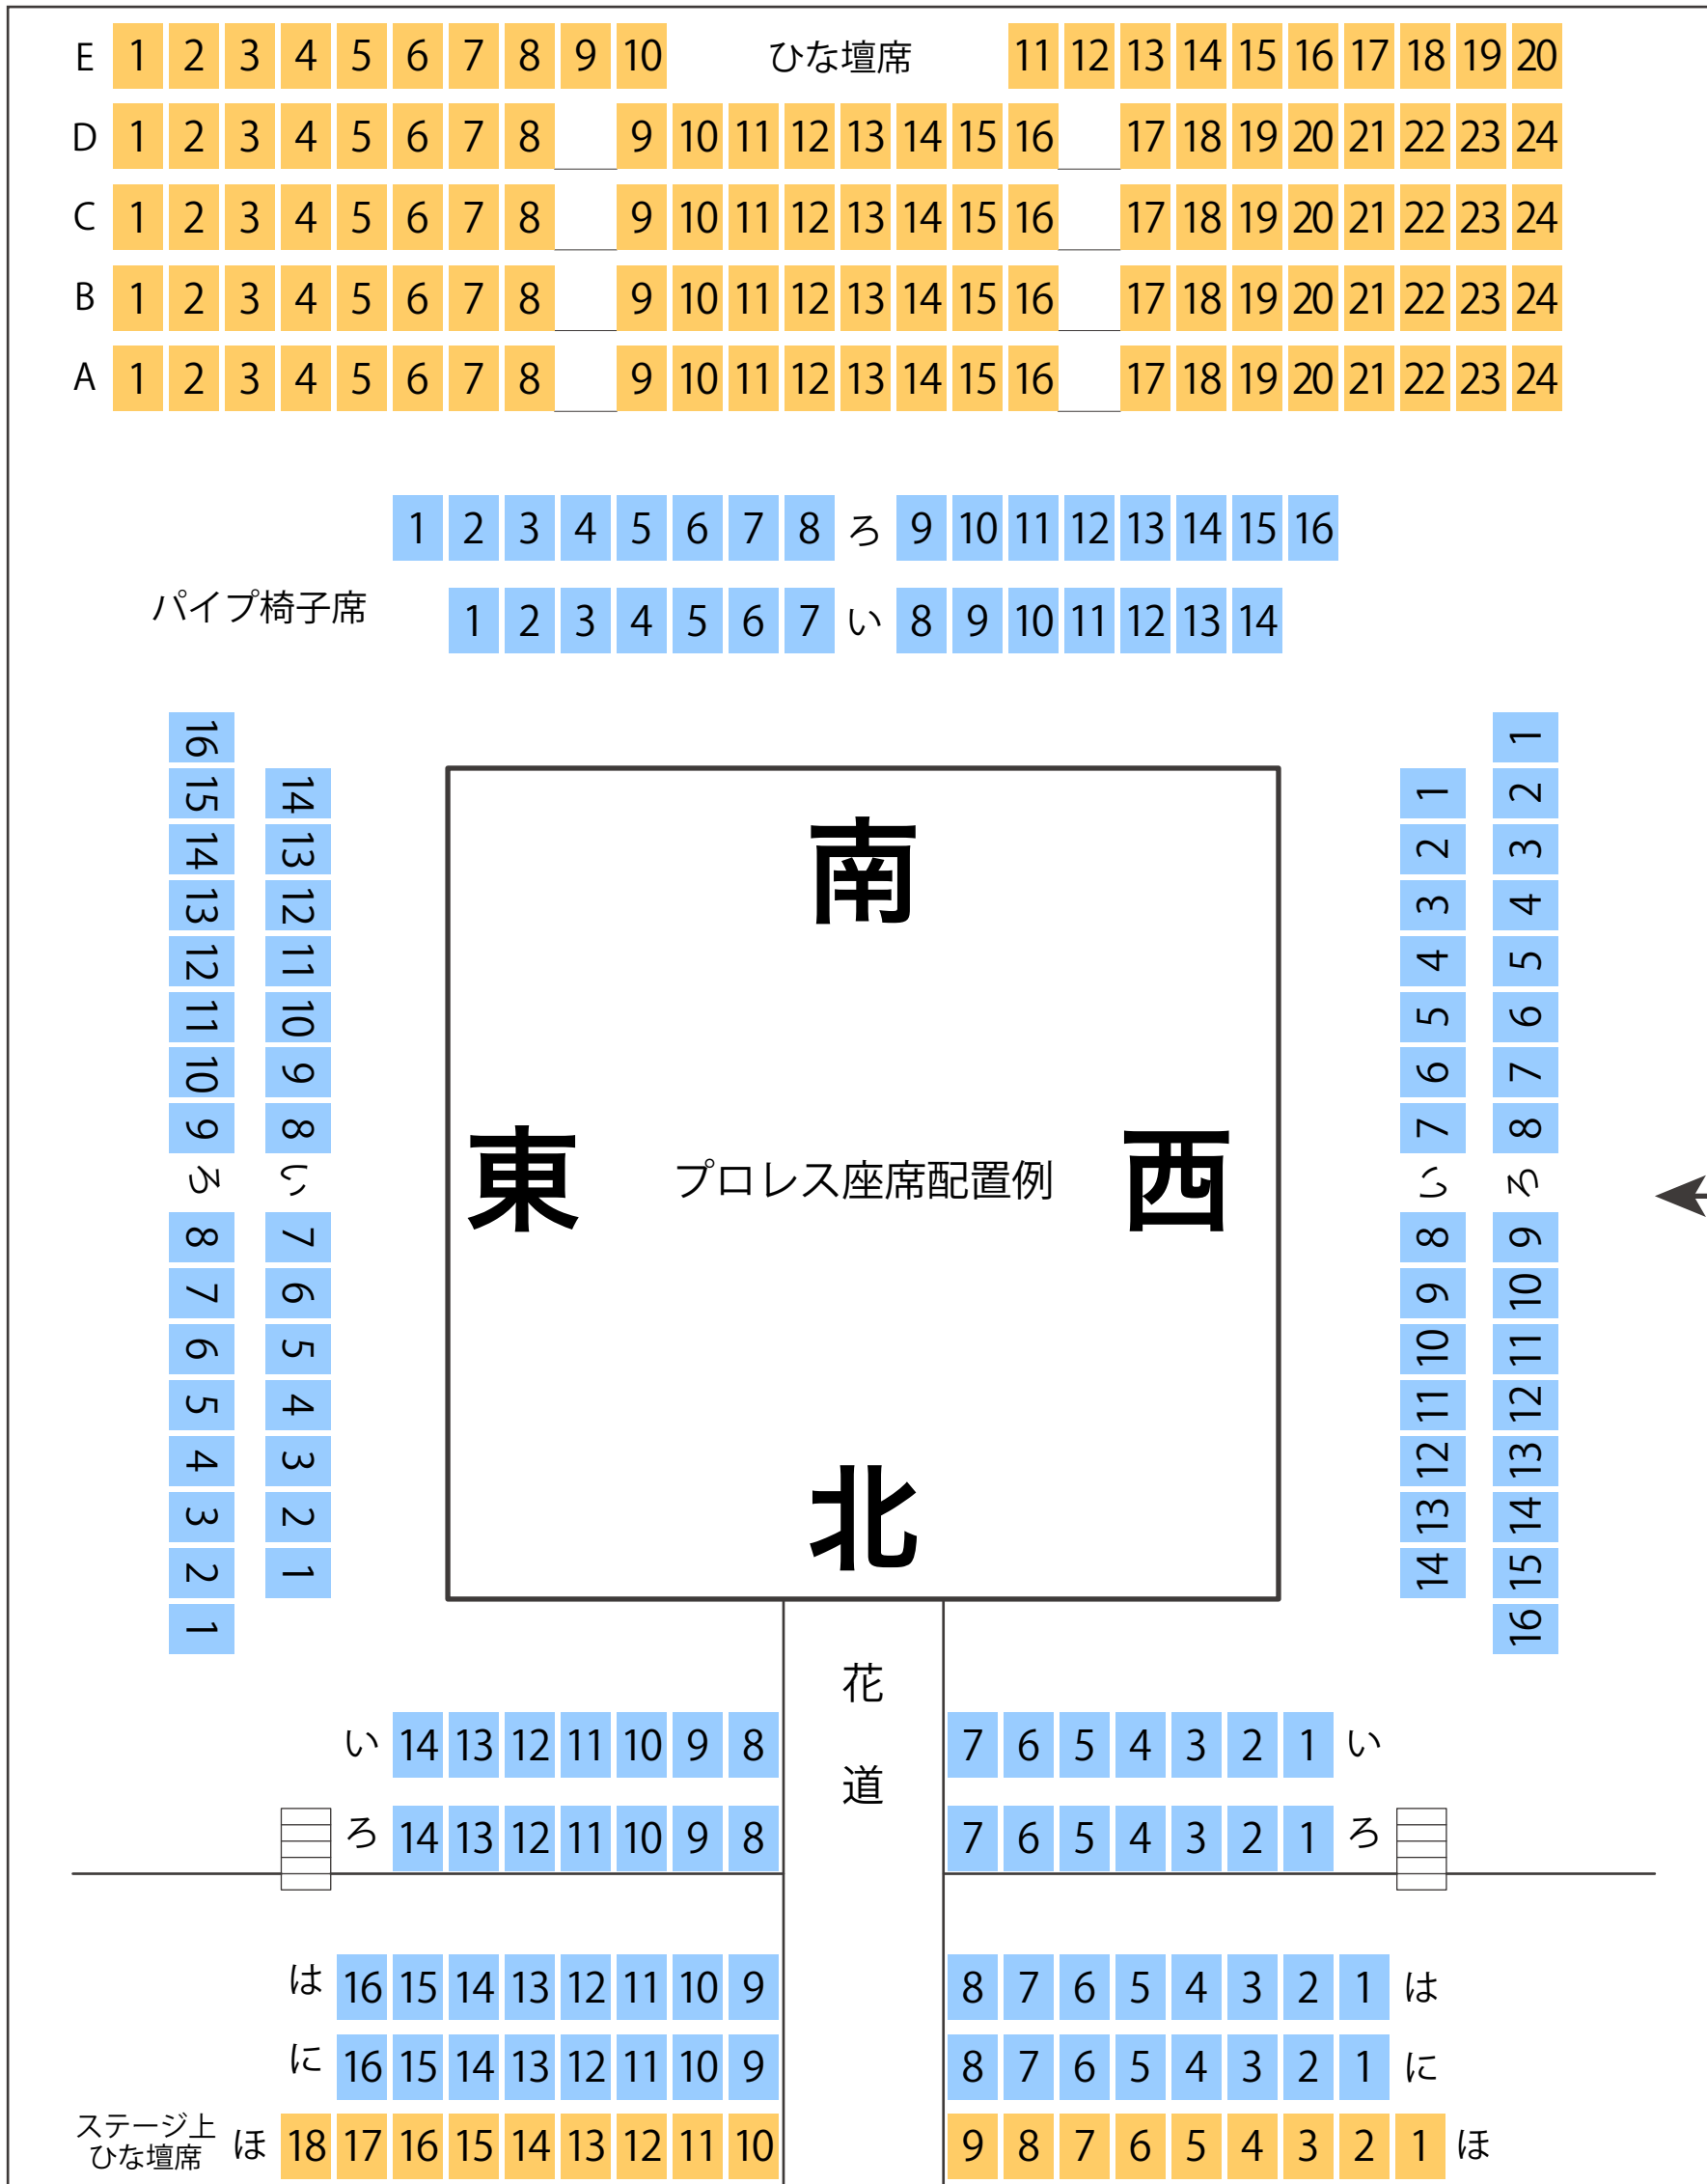 E 1 2 3 4 5 6 7 8 9 10 ひな壇席 11 12 13 14 15 16 17 18 19 20
D 1 2 3 4 5 6 7 8 9 10 11 12 13 14 15 16 17 18 19 20 21 22 23 24
C 1 2 3 4 5 6 7 8 9 10 11 12 13 14 15 16 17 18 19 20 21 22 23 24
B 1 2 3 4 5 6 7 8 9 10 11 12 13 14 15 16 17 18 19 20 21 22 23 24
A 1 2 3 4 5 6 7 8 9 10 11 12 13 14 15 16 17 18 19 20 21 22 23 24
1 2 3 4 5 6 7 8 ろ 9 10 11 12 13 14 15 16
パイプ椅子席
1 2 3 4 5 6 7 い 8 9 10 11 12 13 14
16 15 14 13 12 11 10 9 ろ 8 7 6 5 4 3 2 1
14 13 12 11 10 9 8 い 7 6 5 4 3 2 1
南
東
プロレス座席配置例
西
北
1 2 3 4 5 6 7 い 8 9 10 11 12 13 14
1 2 3 4 5 6 7 8 ろ 9 10 11 12 13 14 15 16
花道
い 14 13 12 11 10 9 8 7 6 5 4 3 2 1 い
ろ 14 13 12 11 10 9 8 7 6 5 4 3 2 1 ろ
は 16 15 14 13 12 11 10 9 8 7 6 5 4 3 2 1 は
に 16 15 14 13 12 11 10 9 8 7 6 5 4 3 2 1 に
ステージ上
ひな壇席
ほ 18 17 16 15 14 13 12 11 10 9 8 7 6 5 4 3 2 1 ほ